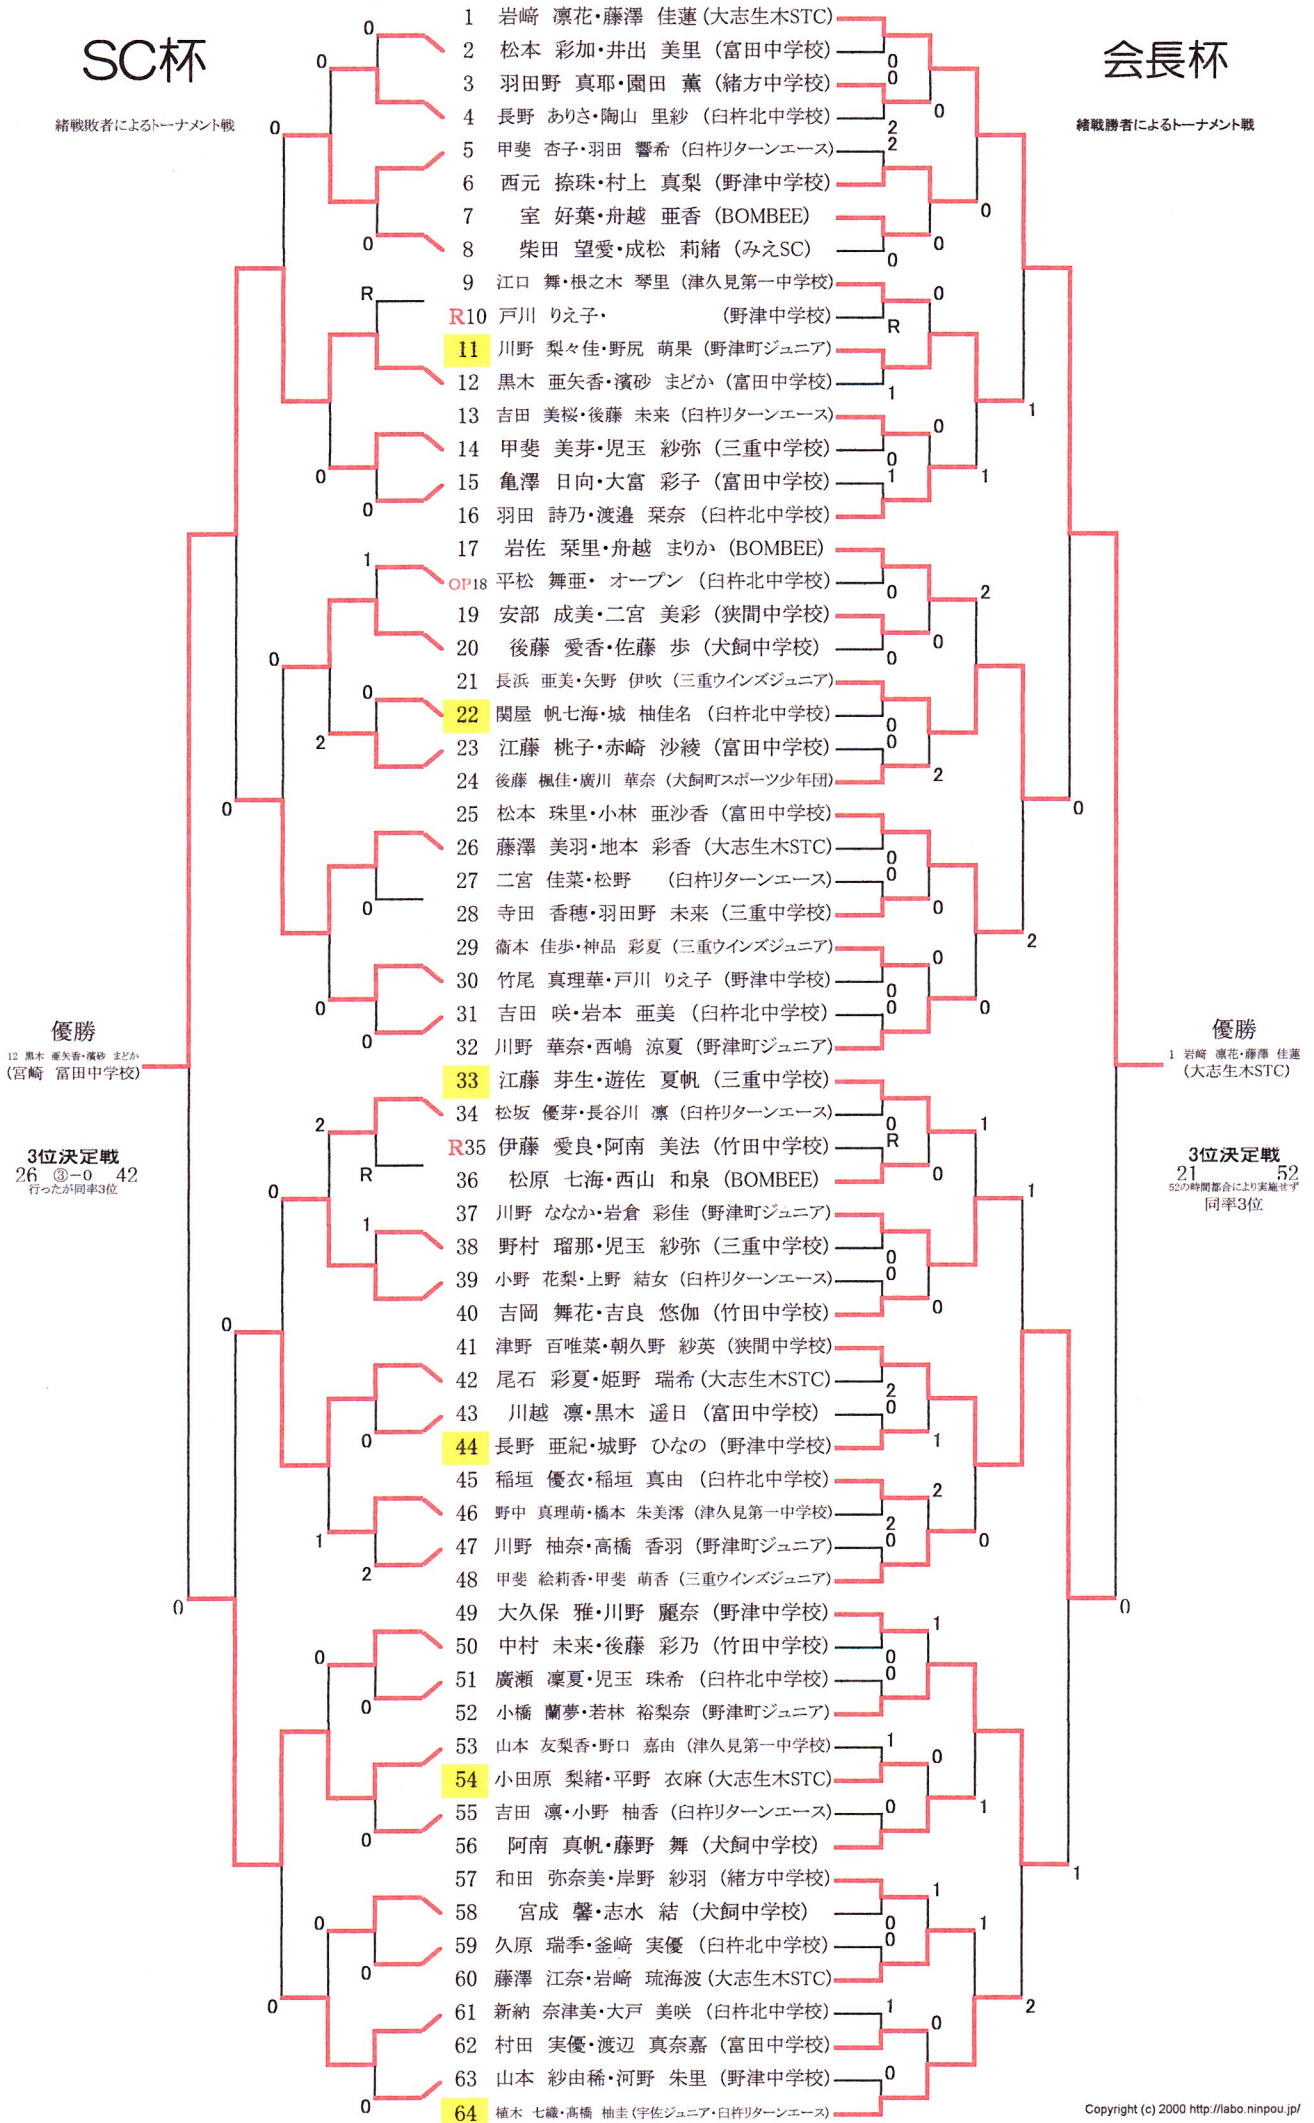 SC杯
緒戦敗者によるトーナメント戦
会長杯
緒戦勝者によるトーナメント戦
1 岩﨑 凛花・藤澤 佳蓮 (大志生木STC)
2 松本 彩加・井出 美里 (富田中学校)
3 羽田野 真耶・園田 薫 (緒方中学校)
4 長野 ありさ・陶山 里紗 (臼杵北中学校)
5 甲斐 杏子・羽田 響希 (臼杵リターンエース)
6 西元 捺珠・村上 真梨 (野津中学校)
7 室 好葉・舟越 亜香 (BOMBEE)
8 柴田 望愛・成松 莉緒 (みえSC)
9 江口 舞・根之木 琴里 (津久見第一中学校)
R10 戸川 りえ子・ (野津中学校)
11 川野 梨々佳・野尻 萌果 (野津町ジュニア)
12 黒木 亜矢香・濱砂 まどか (富田中学校)
13 吉田 美桜・後藤 未来 (臼杵リターンエース)
14 甲斐 美芽・児玉 紗弥 (三重中学校)
15 亀澤 日向・大富 彩子 (富田中学校)
16 羽田 詩乃・渡邉 栞奈 (臼杵北中学校)
17 岩佐 栞里・舟越 まりか (BOMBEE)
OP18 平松 舞亜・ オープン (臼杵北中学校)
19 安部 成美・二宮 美彩 (狭間中学校)
20 後藤 愛香・佐藤 歩 (犬飼中学校)
21 長浜 亜美・矢野 伊吹 (三重ウインズジュニア)
22 関屋 帆七海・城 柚佳名 (臼杵北中学校)
23 江藤 桃子・赤崎 沙綾 (富田中学校)
24 後藤 楓佳・廣川 華奈 (犬飼町スポーツ少年団)
25 松本 珠里・小林 亜沙香 (富田中学校)
26 藤澤 美羽・地本 彩香 (大志生木STC)
27 二宮 佳菜・松野 (臼杵リターンエース)
28 寺田 香穂・羽田野 未来 (三重中学校)
29 衞本 佳歩・神品 彩夏 (三重ウインズジュニア)
30 竹尾 真理華・戸川 りえ子 (野津中学校)
31 吉田 咲・岩本 亜美 (臼杵北中学校)
32 川野 華奈・西嶋 涼夏 (野津町ジュニア)
33 江藤 芽生・遊佐 夏帆 (三重中学校)
34 松坂 優芽・長谷川 凛 (臼杵リターンエース)
R35 伊藤 愛良・阿南 美法 (竹田中学校)
36 松原 七海・西山 和泉 (BOMBEE)
37 川野 ななか・岩倉 彩佳 (野津町ジュニア)
38 野村 瑠那・児玉 紗弥 (三重中学校)
39 小野 花梨・上野 結女 (臼杵リターンエース)
40 吉岡 舞花・吉良 悠伽 (竹田中学校)
41 津野 百唯菜・朝久野 紗英 (狭間中学校)
42 尾石 彩夏・姫野 瑞希 (大志生木STC)
43 川越 凛・黒木 遥日 (富田中学校)
44 長野 亜紀・城野 ひなの (野津中学校)
45 稲垣 優衣・稲垣 真由 (臼杵北中学校)
46 野中 真理萌・橋本 朱美澪 (津久見第一中学校)
47 川野 柚奈・高橋 香羽 (野津町ジュニア)
48 甲斐 絵莉香・甲斐 萌香 (三重ウインズジュニア)
49 大久保 雅・川野 麗奈 (野津中学校)
50 中村 未来・後藤 彩乃 (竹田中学校)
51 廣瀬 凜夏・児玉 珠希 (臼杵北中学校)
52 小橋 蘭夢・若林 裕梨奈 (野津町ジュニア)
53 山本 友梨香・野口 嘉由 (津久見第一中学校)
54 小田原 梨緒・平野 衣麻 (大志生木STC)
55 吉田 凛・小野 柚香 (臼杵リターンエース)
56 阿南 真帆・藤野 舞 (犬飼中学校)
57 和田 弥奈美・岸野 紗羽 (緒方中学校)
58 宮成 馨・志水 結 (犬飼中学校)
59 久原 瑞季・釜﨑 実優 (臼杵北中学校)
60 藤澤 江奈・岩﨑 琉海波 (大志生木STC)
61 新納 奈津美・大戸 美咲 (臼杵北中学校)
62 村田 実優・渡辺 真奈嘉 (富田中学校)
63 山本 紗由稀・河野 朱里 (野津中学校)
64 植木 七織・髙橋 柚圭 (宇佐ジュニア・臼杵リターンエース)
優勝
12 黒木 亜矢香・濱砂 まどか
(宮崎 富田中学校)
3位決定戦
26 ③-0 42
行ったが同率3位
優勝
1 岩﨑 凛花・藤澤 佳蓮
(大志生木STC)
3位決定戦
21 52
52の時間都合により実施せず
同率3位
Copyright (c) 2000 http://labo.ninpou.jp/